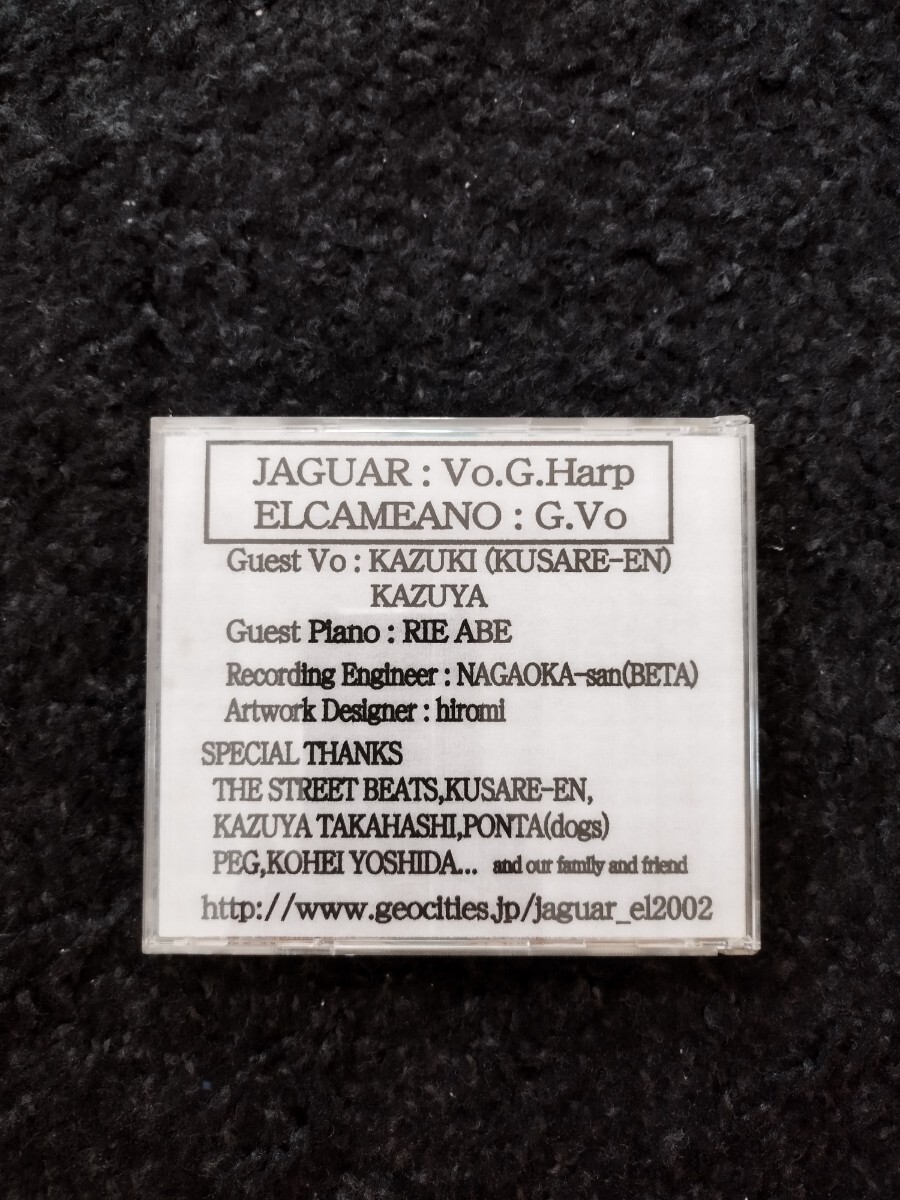 JAGUAR : Vo.G.Harp
ELCAMEANO : G.Vo
Guest Vo : KAZUKI (KUSARE-EN)
KAZUYA
Guest Piano : RIE ABE
Recording Engineer : NAGAOKA-san(BETA)
Artwork Designer : hiromi
SPECIAL THANKS
THE STREET BEATS,KUSARE-EN,
KAZUYA TAKAHASHI,PONTA(dogs)
PEG,KOHEI YOSHIDA... and our family and friend
http://www.geocities.jp/jaguar_el2002